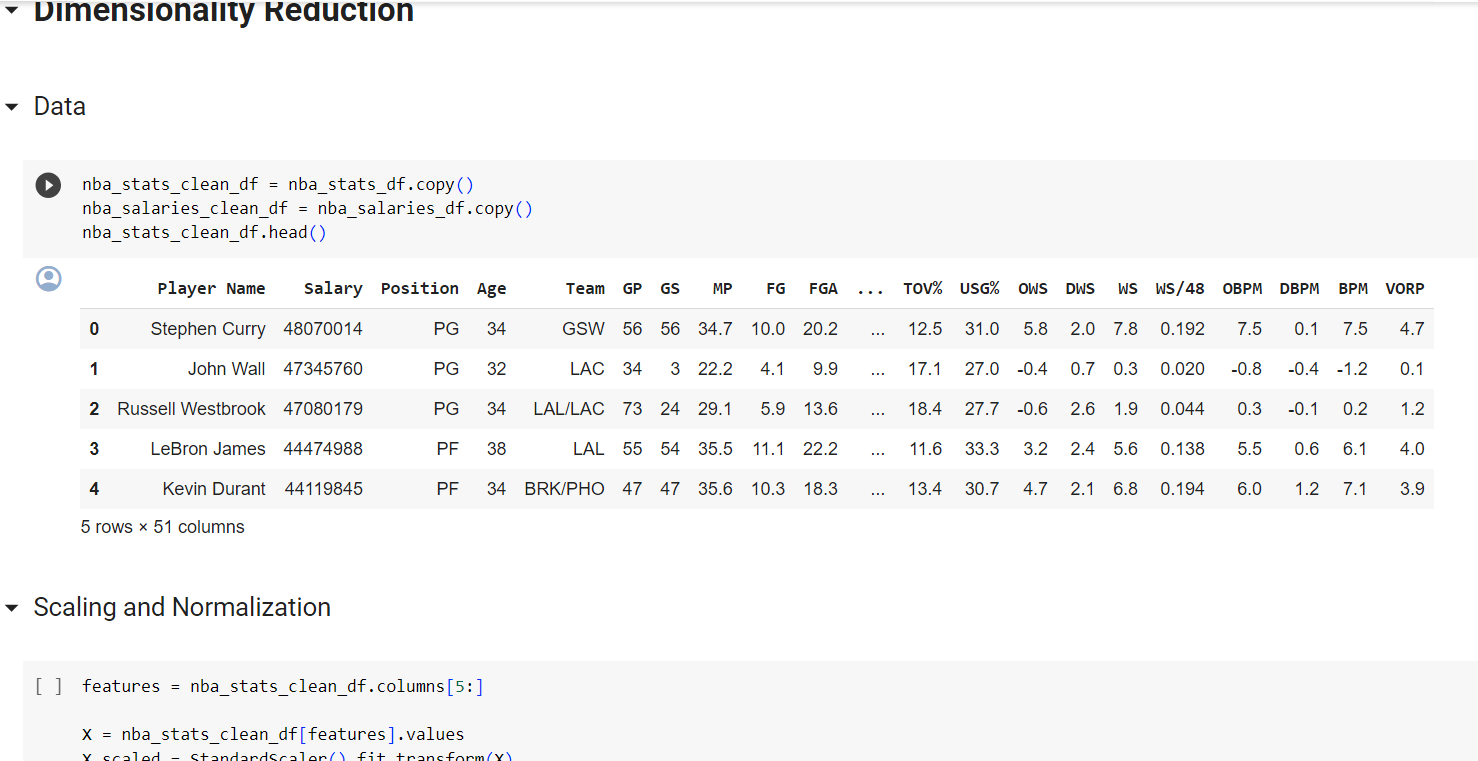 Dimensionality Reduction
Data
nba_stats_clean_df = nba_stats_df.copy()
nba_salaries_clean_df = nba_salaries_df.copy()
nba_stats_clean_df.head()
Player Name Salary Position Age Team GP GS MP FG FGA ... TOV% USG% OWS DWS WS WS/48 OBPM DBPM BPM VORP
0 Stephen Curry 48070014 PG 34 GSW 56 56 34.7 10.0 20.2 ... 12.5 31.0 5.8 2.0 7.8 0.192 7.5 0.1 7.5 4.7
1 John Wall 47345760 PG 32 LAC 34 3 22.2 4.1 9.9 ... 17.1 27.0 -0.4 0.7 0.3 0.020 -0.8 -0.4 -1.2 0.1
2 Russell Westbrook 47080179 PG 34 LAL/LAC 73 24 29.1 5.9 13.6 ... 18.4 27.7 -0.6 2.6 1.9 0.044 0.3 -0.1 0.2 1.2
3 LeBron James 44474988 PF 38 LAL 55 54 35.5 11.1 22.2 ... 11.6 33.3 3.2 2.4 5.6 0.138 5.5 0.6 6.1 4.0
4 Kevin Durant 44119845 PF 34 BRK/PHO 47 47 35.6 10.3 18.3 ... 13.4 30.7 4.7 2.1 6.8 0.194 6.0 1.2 7.1 3.9
5 rows × 51 columns
Scaling and Normalization
[ ] features = nba_stats_clean_df.columns[5:]
X = nba_stats_clean_df[features].values
X_scaled = StandardScaler().fit_transform(X)